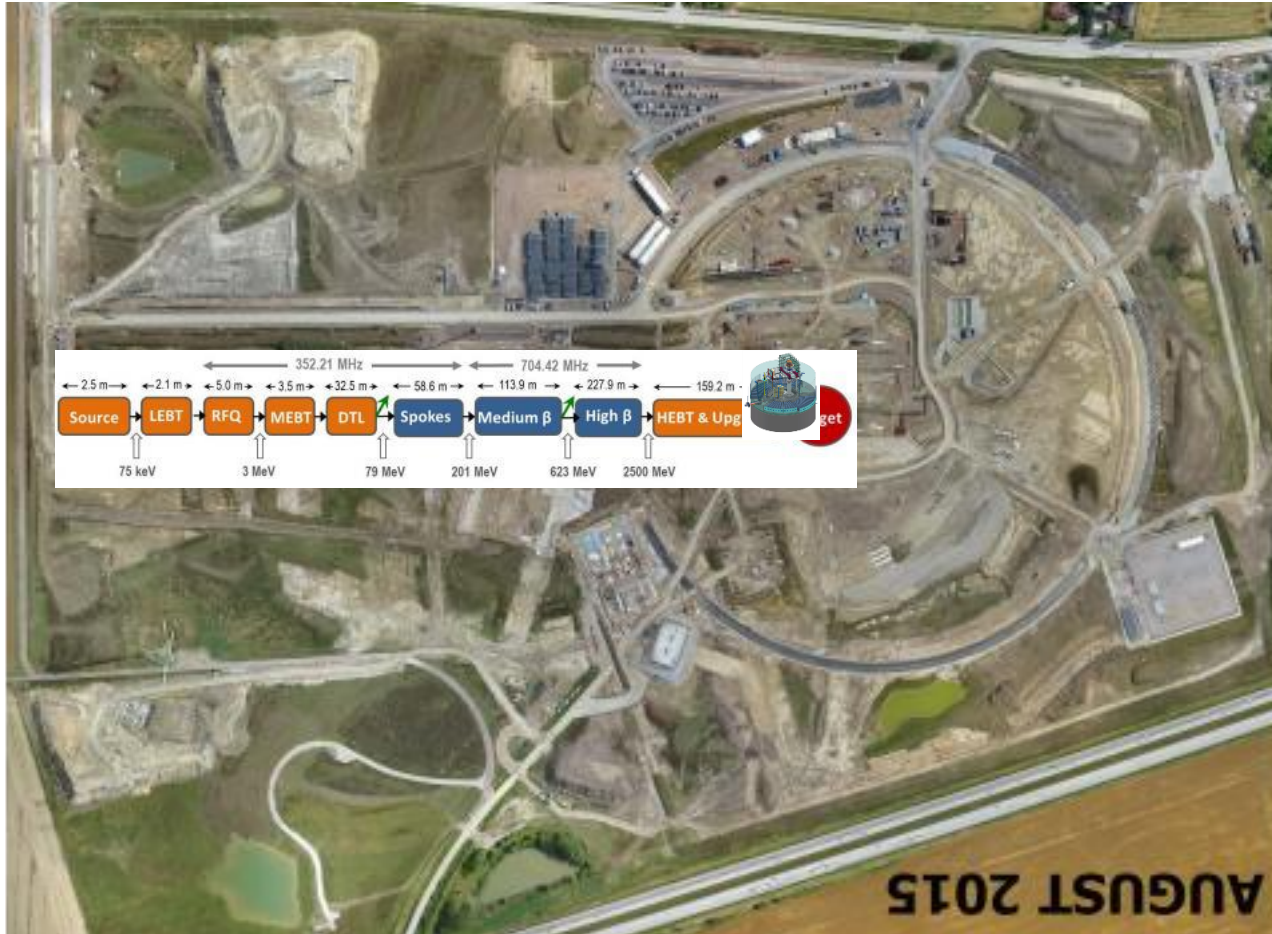 352.21 MHz 704.42 MHz
2.5 m 2.1 m 5.0 m 3.5 m 32.5 m 58.6 m 113.9 m 227.9 m 159.2 m
Source LEBT RFQ MEBT DTL Spokes Medium β High β HEBT & Upg get
75 keV 3 MeV 79 MeV 201 MeV 623 MeV 2500 MeV
AUGUST 2015